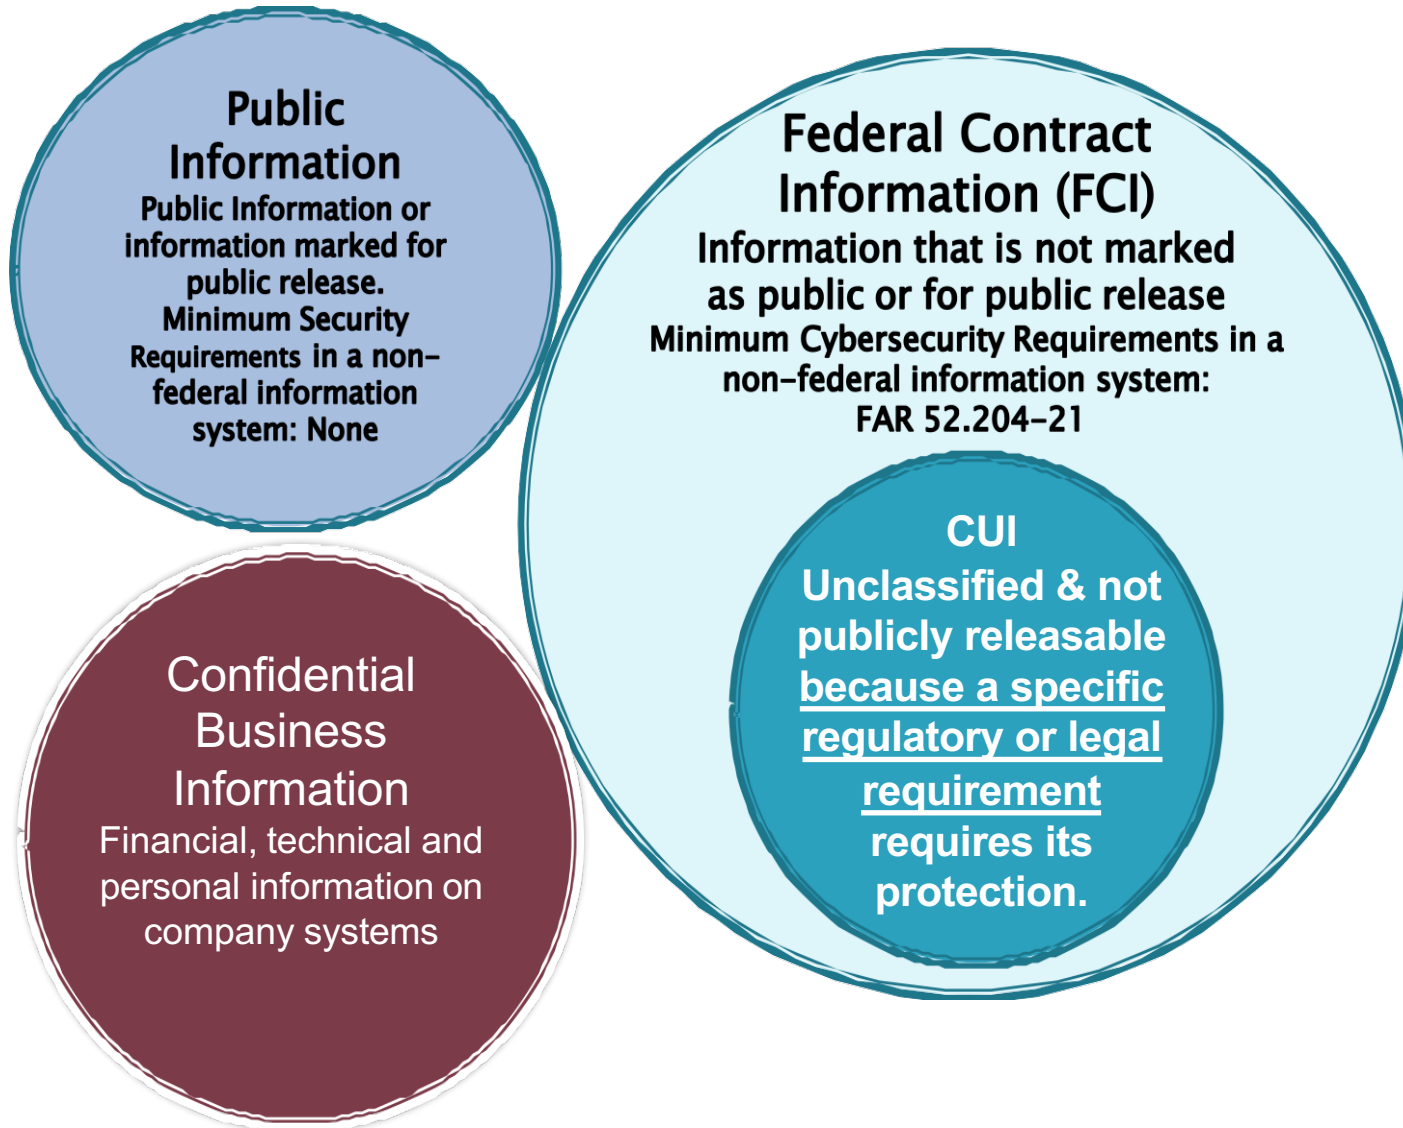 Public
Information
Public Information or
information marked for
public release.
Minimum Security
Requirements in a non-
federal information
system: None
Federal Contract
Information (FCI)
Information that is not marked
as public or for public release
Minimum Cybersecurity Requirements in a
non-federal information system:
FAR 52.204-21
CUI
Unclassified & not
publicly releasable
because a specific
regulatory or legal
requirement
requires its
protection.
Confidential
Business
Information
Financial, technical and
personal information on
company systems